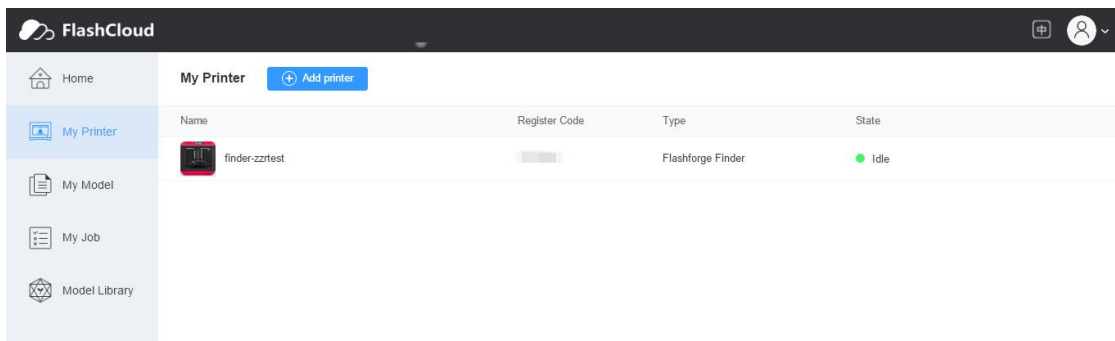 FlashCloud
中
Home
My Printer
My Model
My Job
Model Library
My Printer
Add printer
Name Register Code Type State
finder-zzrtest Flashforge Finder Idle